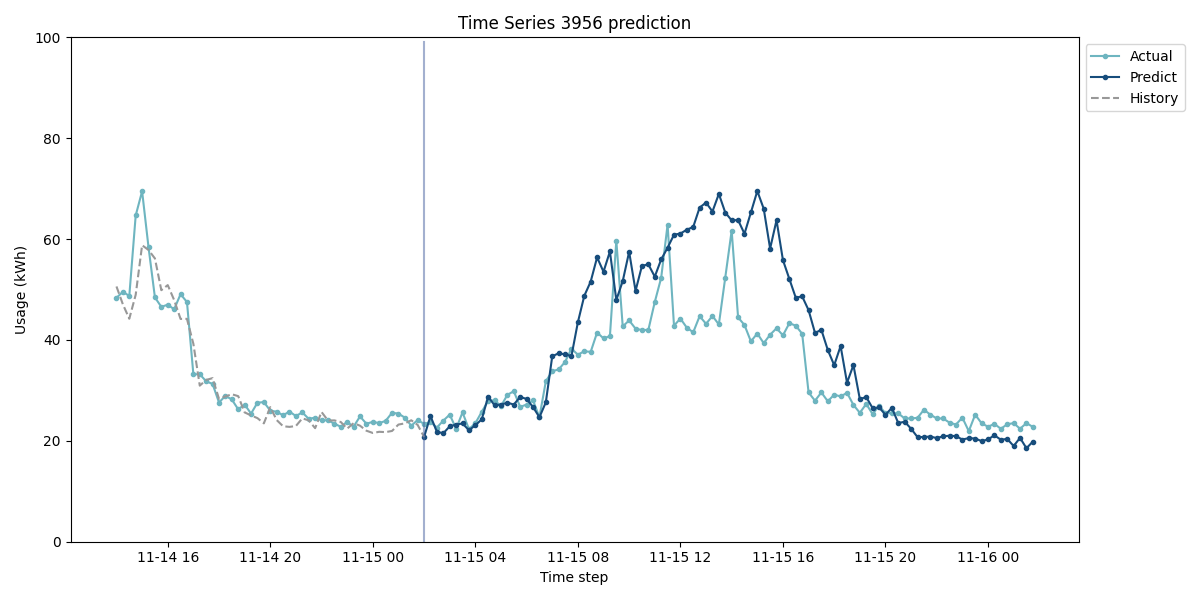 Time Series 3956 prediction
100
80
60
40
20
0
Usage (kWh)
11-14 16
11-14 20
11-15 00
11-15 04
11-15 08
11-15 12
11-15 16
11-15 20
11-16 00
Time step
Actual
Predict
History